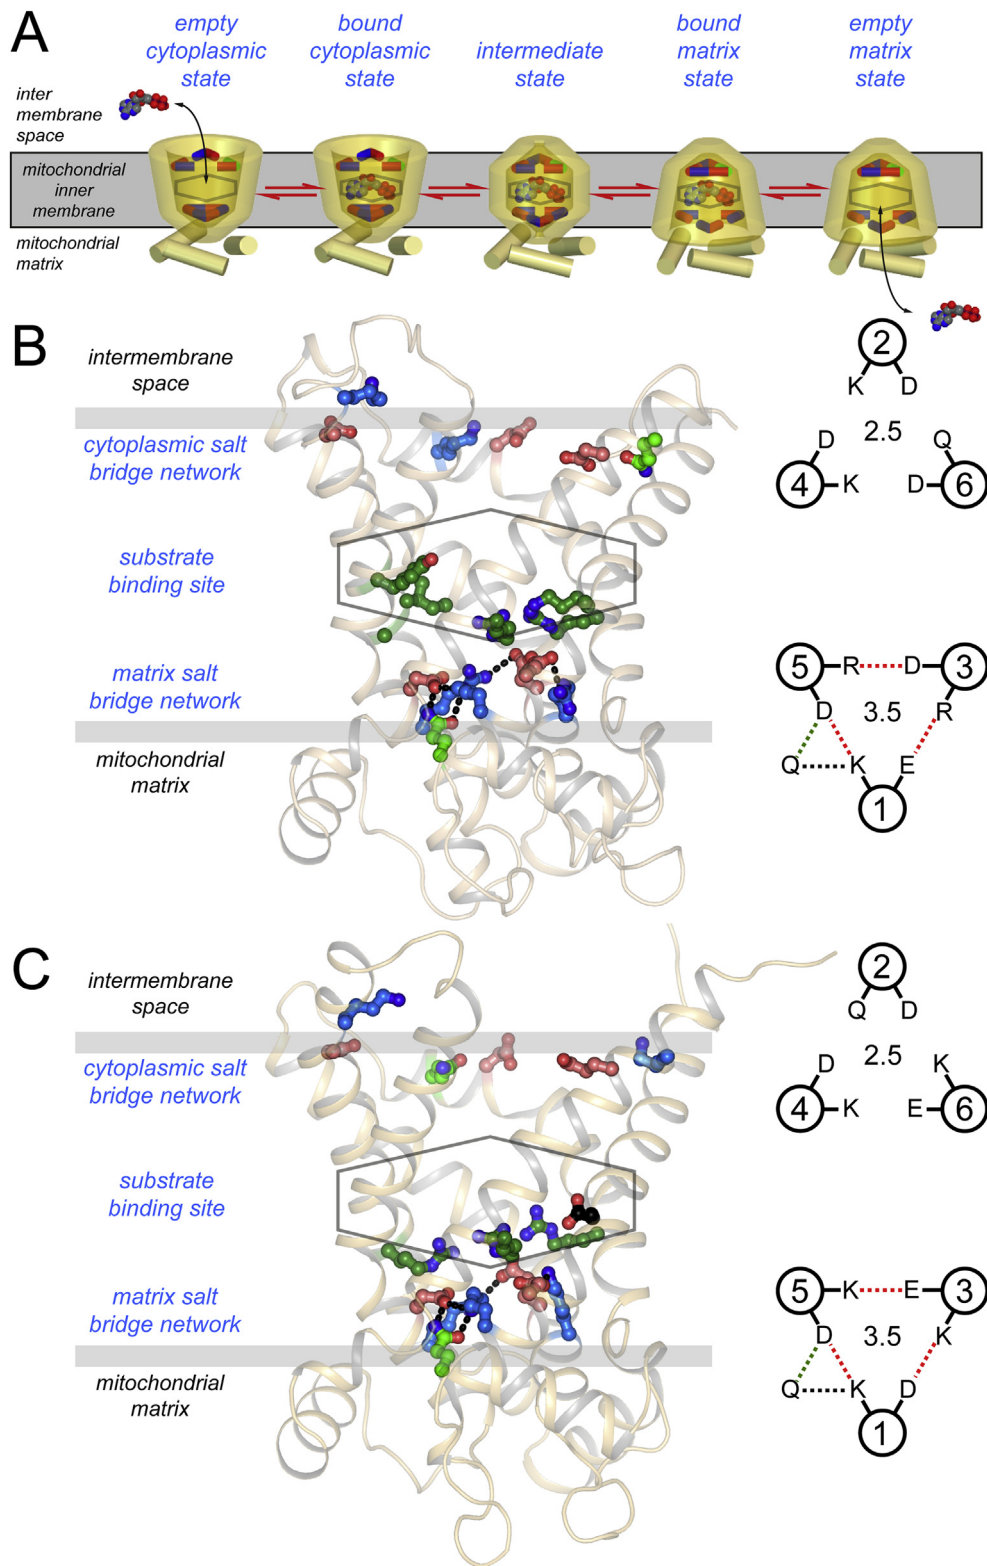 A
empty
cytoplasmic
state
bound
cytoplasmic
state
intermediate
state
bound
matrix
state
empty
matrix
state
inter
membrane
space
mitochondrial
inner
membrane
mitochondrial
matrix
B
intermembrane
space
cytoplasmic salt
bridge network
substrate
binding site
matrix salt
bridge network
mitochondrial
matrix
2
K D
D 2.5 Q
4 K D 6
5 R D 3
D 3.5 R
Q K E
1
C
intermembrane
space
cytoplasmic salt
bridge network
substrate
binding site
matrix salt
bridge network
mitochondrial
matrix
2
Q D
D 2.5 K
4 K E 6
5 K E 3
D 3.5 K
Q K D
1